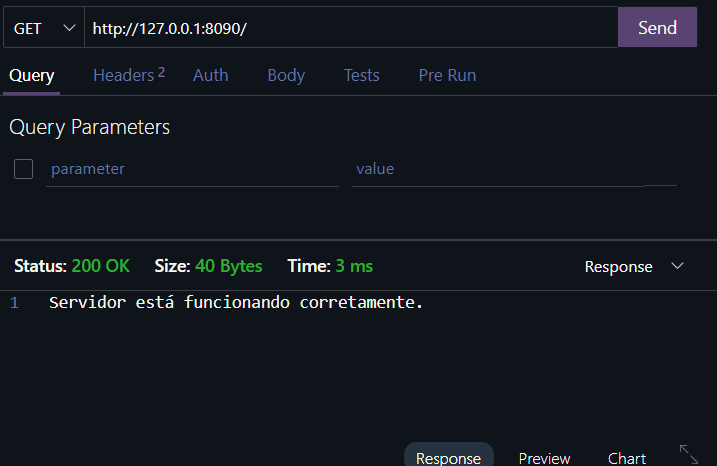 GET http://127.0.0.1:8090/ Send
Query Headers 2 Auth Body Tests Pre Run
Query Parameters
parameter value
Status: 200 OK Size: 40 Bytes Time: 3 ms Response
1 Servidor está funcionando corretamente.
Response Preview Chart